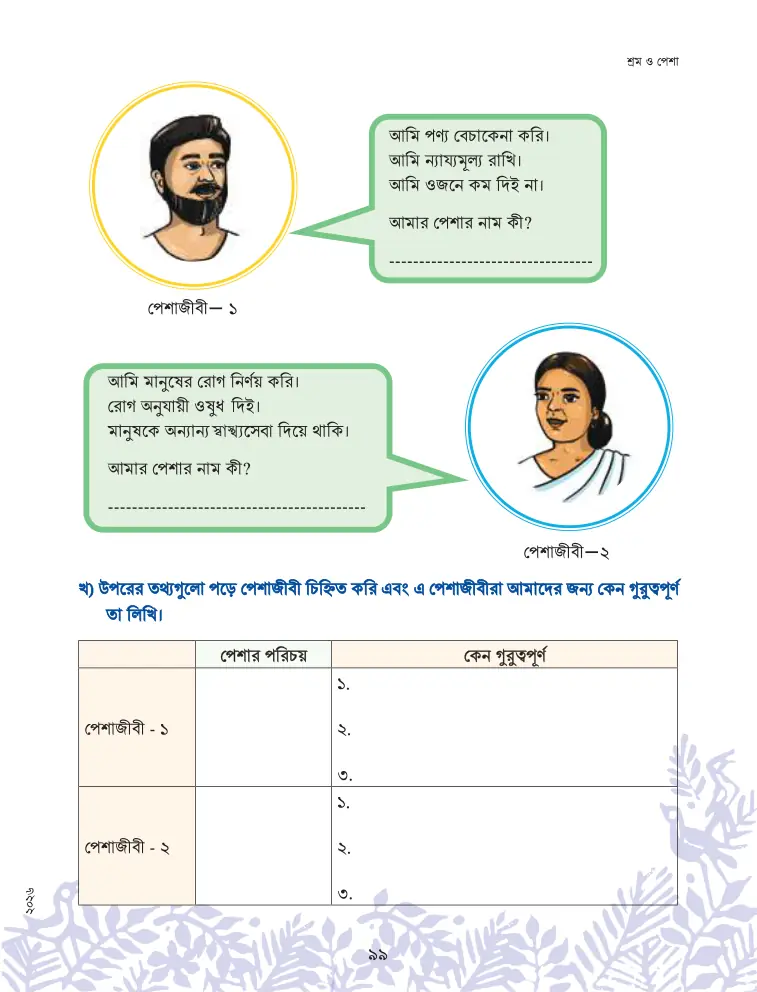 শ্রম ও পেশা
আমি পণ্য বেচাকেনা করি।
আমি ন্যায্যমূল্য রাখি।
আমি ওজনে কম দিই না।
আমার পেশার নাম কী?
----------------------------------
পেশাজীবী— ১
আমি মানুষের রোগ নির্ণয় করি।
রোগ অনুযায়ী ওষুধ দিই।
মানুষকে অন্যান্য স্বাস্থ্যসেবা দিয়ে থাকি।
আমার পেশার নাম কী?
-------------------------------------------
পেশাজীবী—২
খ) উপরের তথ্যগুলো পড়ে পেশাজীবী চিহ্নিত করি এবং এ পেশাজীবীরা আমাদের জন্য কেন গুরুত্বপূর্ণ
তা লিখি।
পেশার পরিচয় কেন গুরুত্বপূর্ণ
পেশাজীবী - ১
১.
২.
৩.
পেশাজীবী - ২
১.
২.
৩.
২০২৬
৯৯